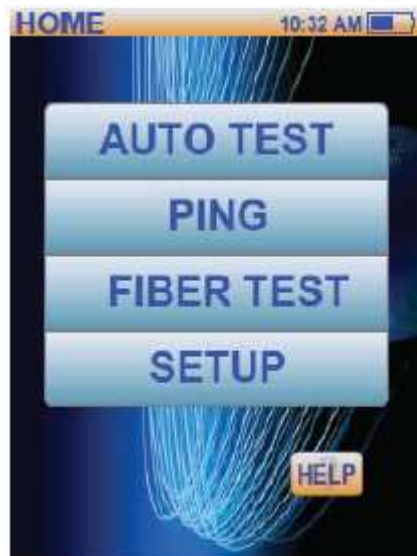 HOME 10:32 AM
AUTO TEST
PING
FIBER TEST
SETUP
HELP